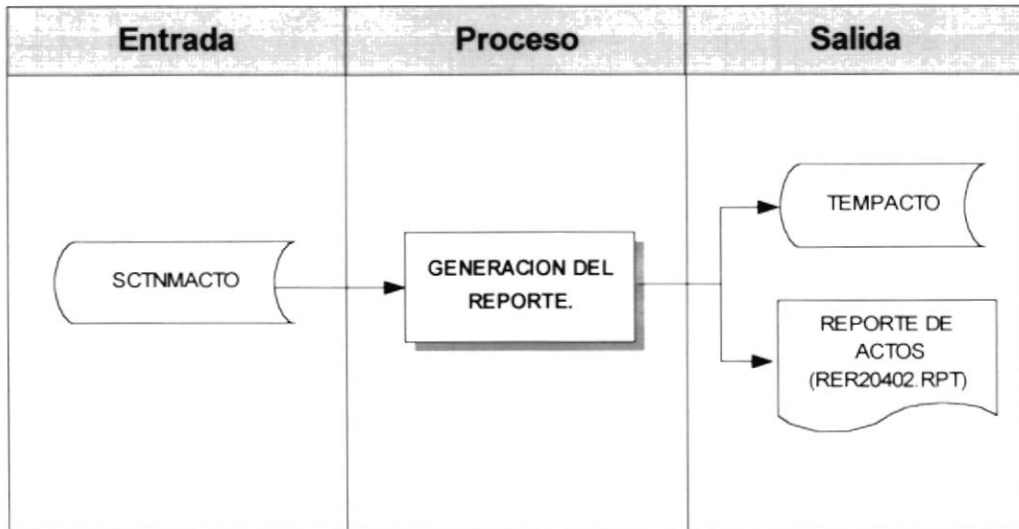 Entrada
Proceso
Salida
SCTNMACTO
GENERACION DEL
REPORTE.
TEMPACTO
REPORTE DE
ACTOS
(RER20402.RPT)